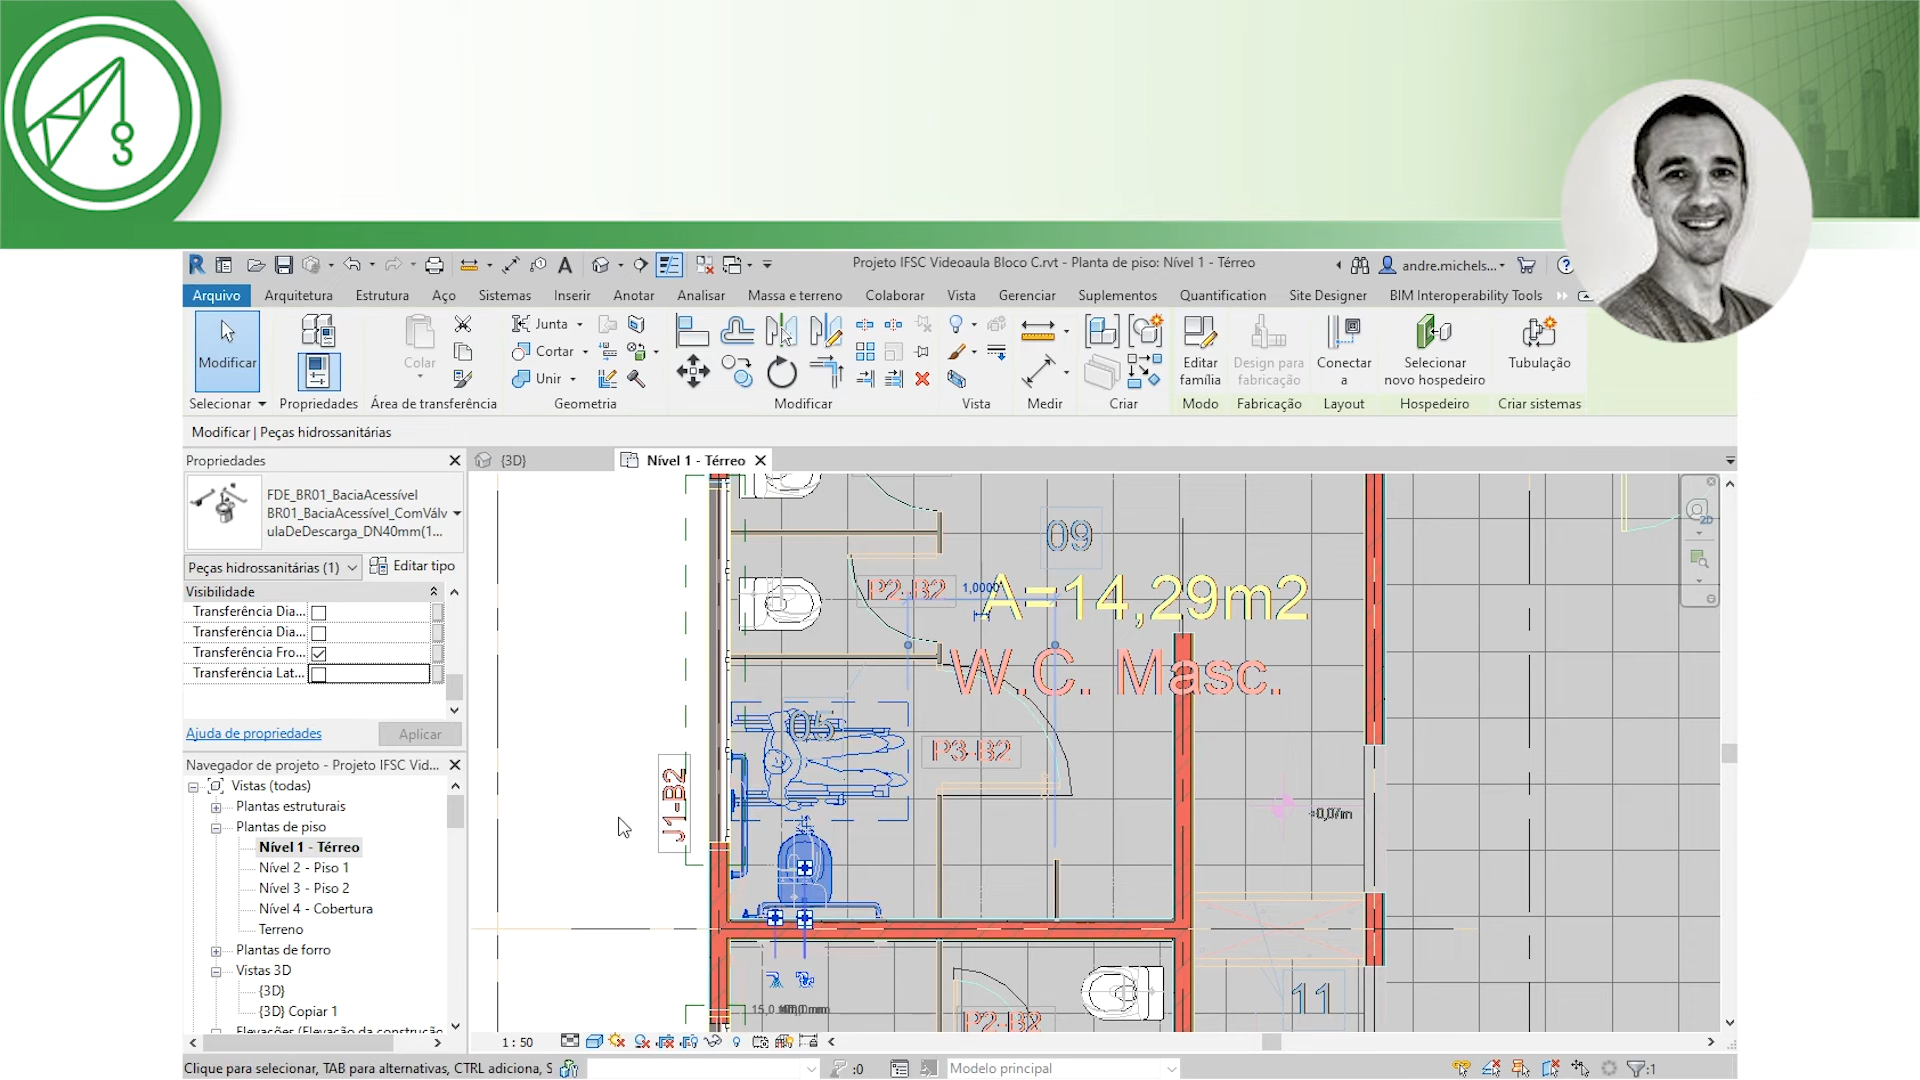 Projeto IFSC Videoaula Bloco C.rvt - Planta de piso: Nível 1 - Térreo
andre.michels...
Arquivo Arquitetura Estrutura Aço Sistemas Inserir Anotar Analisar Massa e terreno Colaborar Vista Gerenciar Suplementos Quantification Site Designer BIM Interoperability Tools
Modificar
Colar
Junta
Cortar
Unir
Editar família
Design para fabricação
Conectar a
Selecionar novo hospedeiro
Tubulação
Selecionar Propriedades Área de transferência Geometria Modificar Vista Medir Criar Modo Fabricação Layout Hospedeiro Criar sistemas
Modificar | Peças hidrossanitárias
Propriedades
{3D}
Nível 1 - Térreo
FDE_BR01_BaciaAcessível
BR01_BaciaAcessível_ComVálv
ulaDeDescarga_DN40mm(1...
Peças hidrossanitárias (1)
Editar tipo
Visibilidade
Transferência Dia...
Transferência Dia...
Transferência Fro...
Transferência Lat...
Ajuda de propriedades
Aplicar
Navegador de projeto - Projeto IFSC Vid...
Vistas (todas)
Plantas estruturais
Plantas de piso
Nível 1 - Térreo
Nível 2 - Piso 1
Nível 3 - Piso 2
Nível 4 - Cobertura
Terreno
Plantas de forro
Vistas 3D
{3D}
{3D} Copiar 1
Elevações (Elevação da construção
2D
09
P2-B2
1,0000
A=14,29m2
W.C. Masc.
05
P3-B2
J1-B2
P2-B2
11
1 : 50
Clique para selecionar, TAB para alternativas, CTRL adiciona, S
:0
Modelo principal
:1